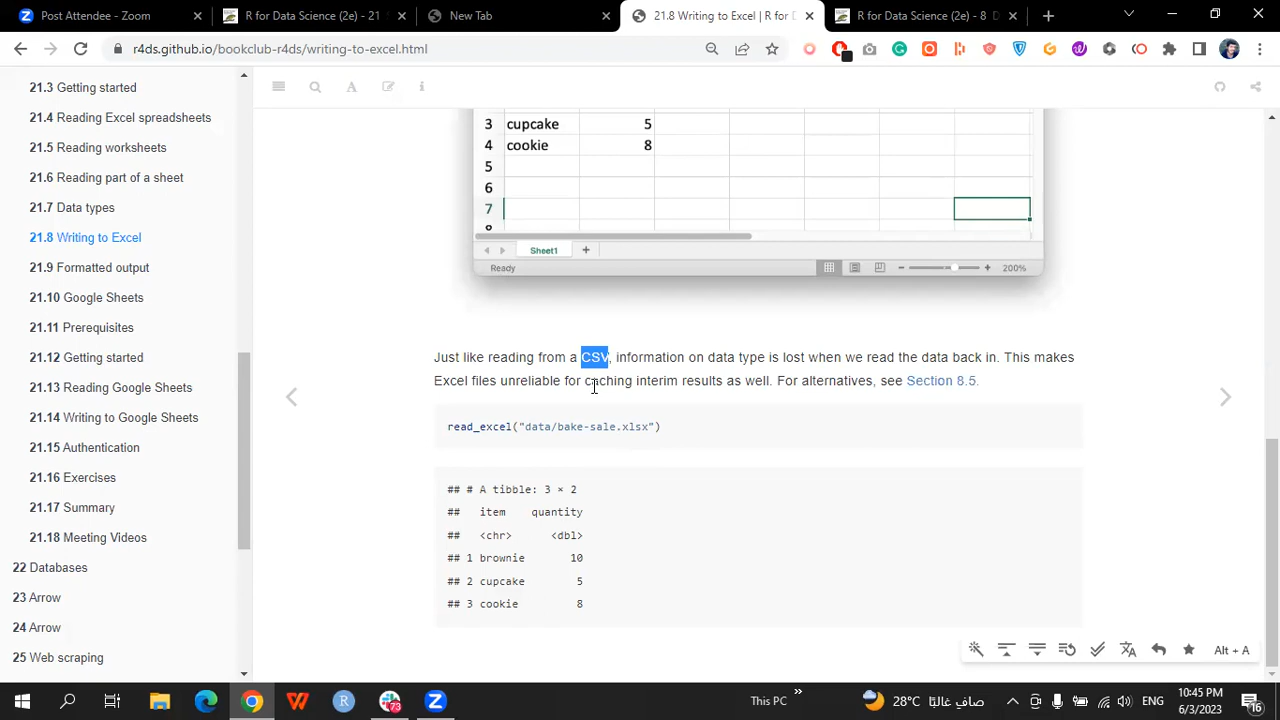 Post Attendee - Zoom
R for Data Science (2e) - 21
New Tab
21.8 Writing to Excel | R for D
R for Data Science (2e) - 8 D
r4ds.github.io/bookclub-r4ds/writing-to-excel.html
21.3 Getting started
21.4 Reading Excel spreadsheets
21.5 Reading worksheets
21.6 Reading part of a sheet
21.7 Data types
21.8 Writing to Excel
21.9 Formatted output
21.10 Google Sheets
21.11 Prerequisites
21.12 Getting started
21.13 Reading Google Sheets
21.14 Writing to Google Sheets
21.15 Authentication
21.16 Exercises
21.17 Summary
21.18 Meeting Videos
22 Databases
23 Arrow
24 Arrow
25 Web scraping
3 cupcake 5
4 cookie 8
5
6
7
8
Sheet1
Ready
200%
Just like reading from a CSV, information on data type is lost when we read the data back in. This makes
Excel files unreliable for caching interim results as well. For alternatives, see Section 8.5.
read_excel("data/bake-sale.xlsx")
## # A tibble: 3 × 2
## item quantity
## <chr> <dbl>
## 1 brownie 10
## 2 cupcake 5
## 3 cookie 8
Alt + A
73
This PC
28°C صافٍ غالبًا
ENG
10:45 PM
6/3/2023
16